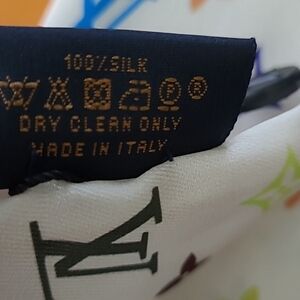 100% SILK
P ®
DRY CLEAN ONLY
MADE IN ITALY
LV